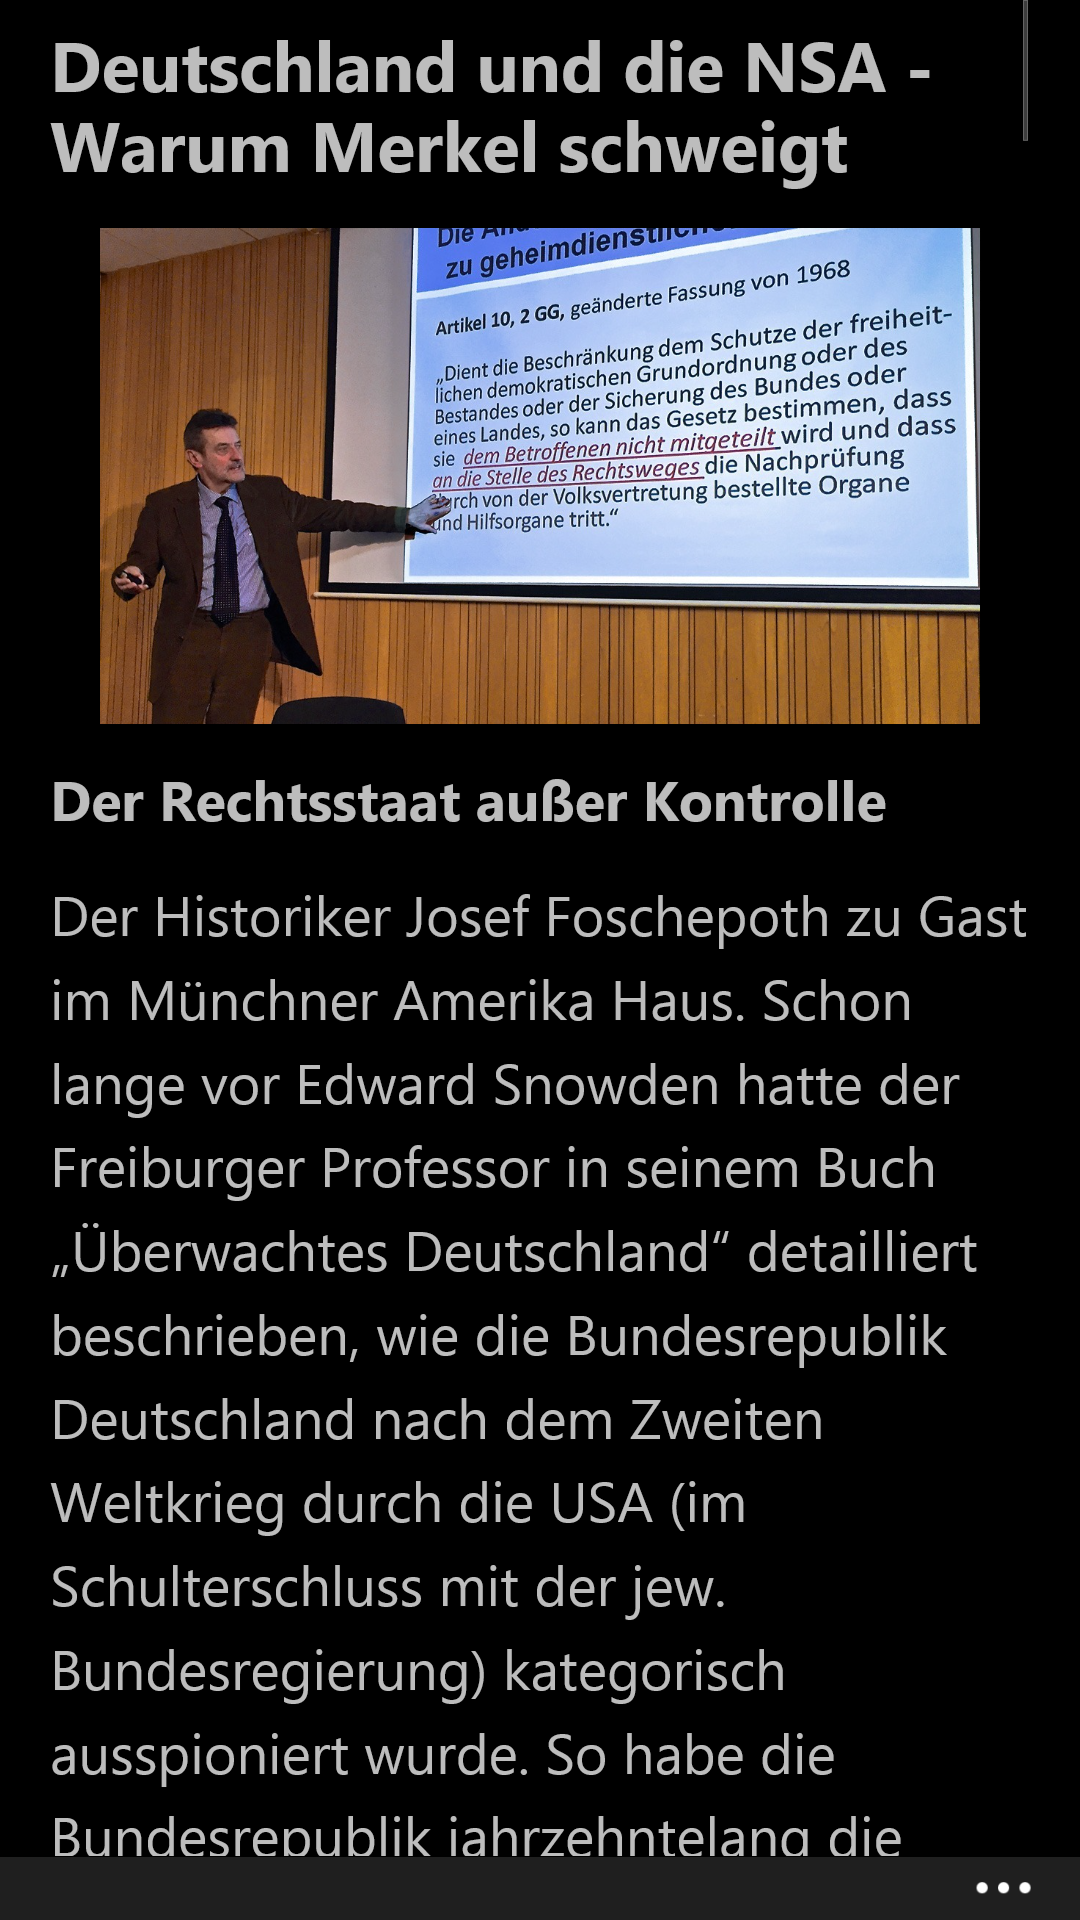 Deutschland und die NSA -
Warum Merkel schweigt
Die
zu
Artikel 10, 2 GG, geänderte Fassung von 1968
„Dient die Beschränkung dem Schutze der freiheit-
lichen demokratischen Grundordnung oder des
Bestandes oder der Sicherung des Bundes oder
eines Landes, so kann das Gesetz bestimmen, dass
sie dem Betroffenen nicht mitgeteilt wird und dass
an die Stelle des Rechtsweges die Nachprüfung
durch von der Volksvertretung bestellte Organe
und Hilfsorgane tritt.“
Der Rechtsstaat außer Kontrolle
Der Historiker Josef Foschepoth zu Gast
im Münchner Amerika Haus. Schon
lange vor Edward Snowden hatte der
Freiburger Professor in seinem Buch
„Überwachtes Deutschland“ detailliert
beschrieben, wie die Bundesrepublik
Deutschland nach dem Zweiten
Weltkrieg durch die USA (im
Schulterschluss mit der jew.
Bundesregierung) kategorisch
ausspioniert wurde. So habe die
Bundesrepublik jahrzehntelang die